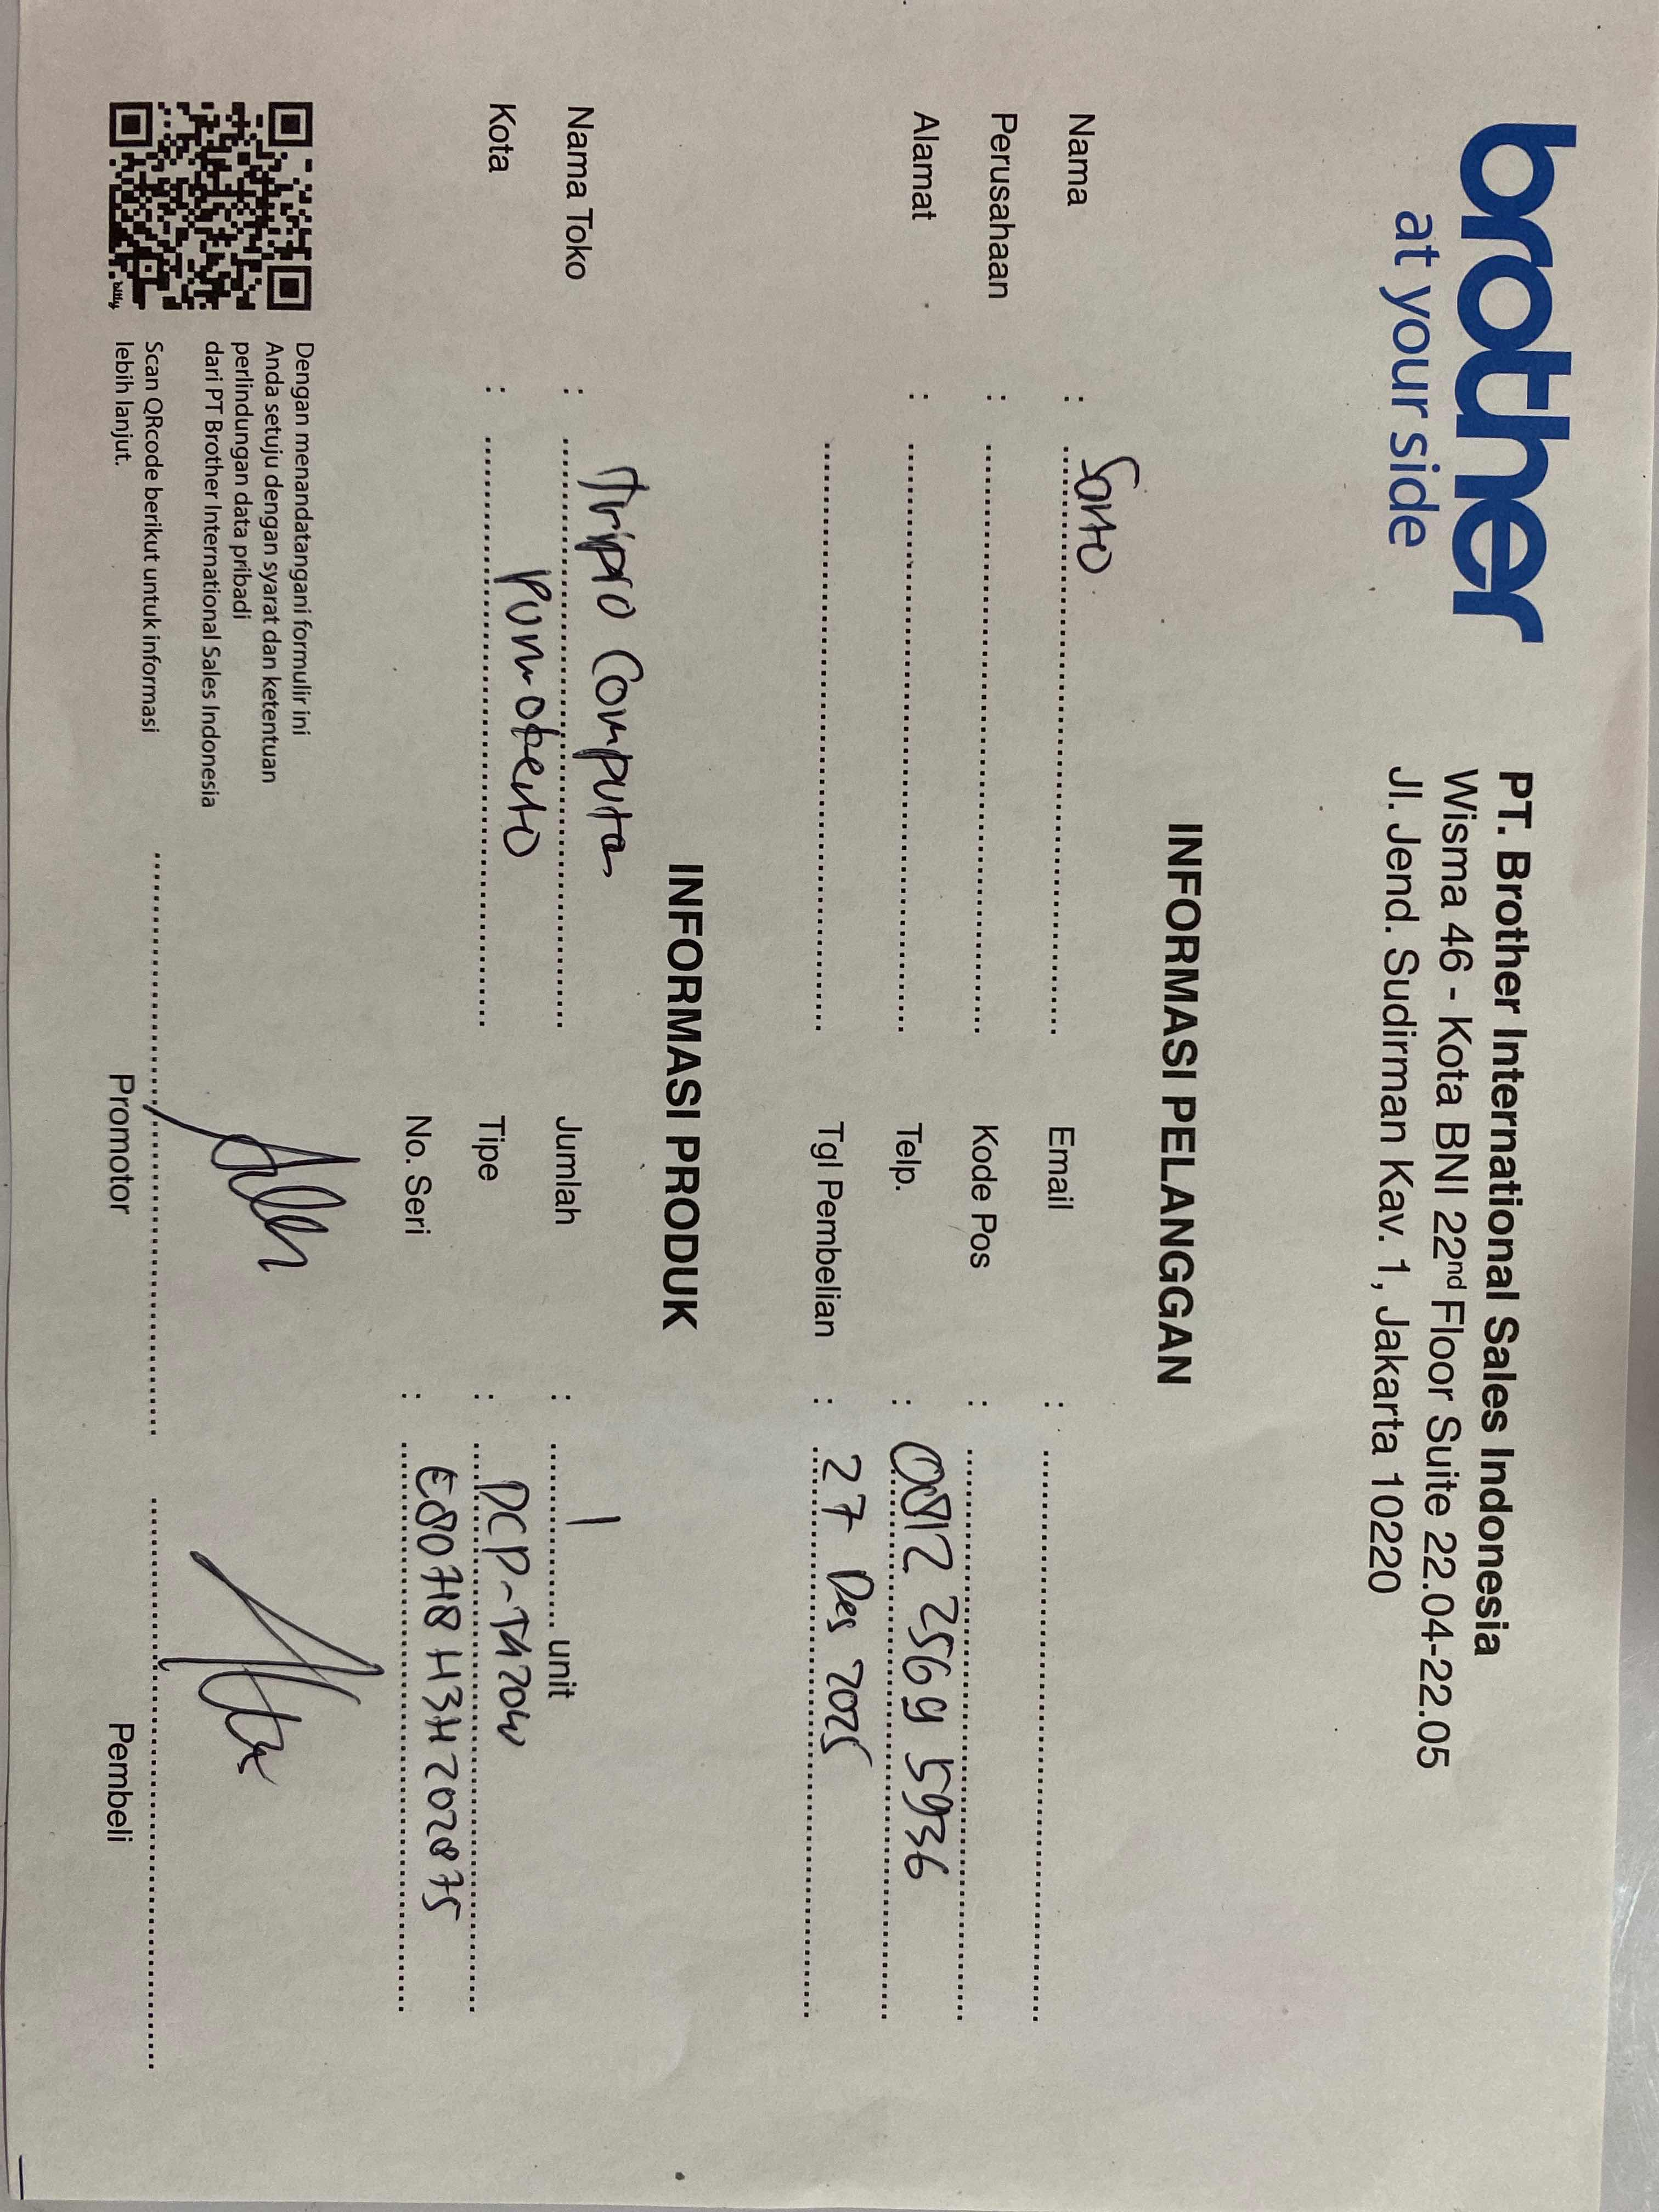 brother
at your side
PT. Brother International Sales Indonesia
Wisma 46 - Kota BNI 22nd Floor Suite 22.04-22.05
Jl. Jend. Sudirman Kav. 1, Jakarta 10220
INFORMASI PELANGGAN
Nama : Santo
Email :
Perusahaan :
Kode Pos :
Alamat :
Telp. : 0812 2569 5936
Tgl Pembelian : 27 Des 2025
INFORMASI PRODUK
Nama Toko : Tripro Computer
Jumlah : 1 unit
Kota : Purwokerto
Tipe : DCP-T420W
No. Seri : E80718H3H202875
Dengan menandatangani formulir ini
Anda setuju dengan syarat dan ketentuan
perlindungan data pribadi
dari PT Brother International Sales Indonesia
Scan QRcode berikut untuk informasi
lebih lanjut.
bitly
Promotor
Pembeli